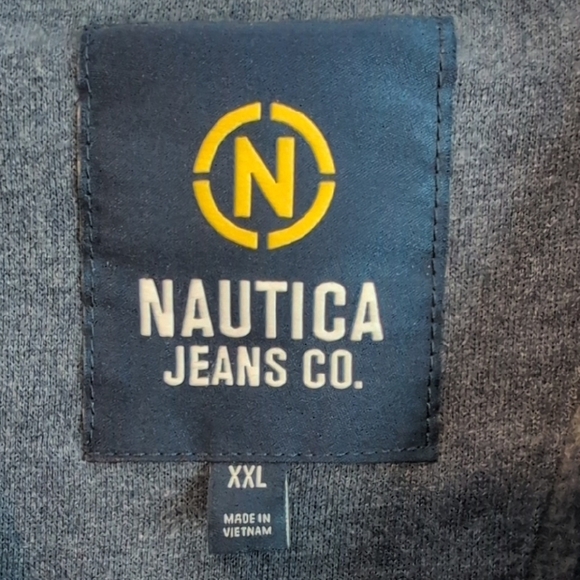 N
NAUTICA
JEANS CO.
XXL
MADE IN
VIETNAM